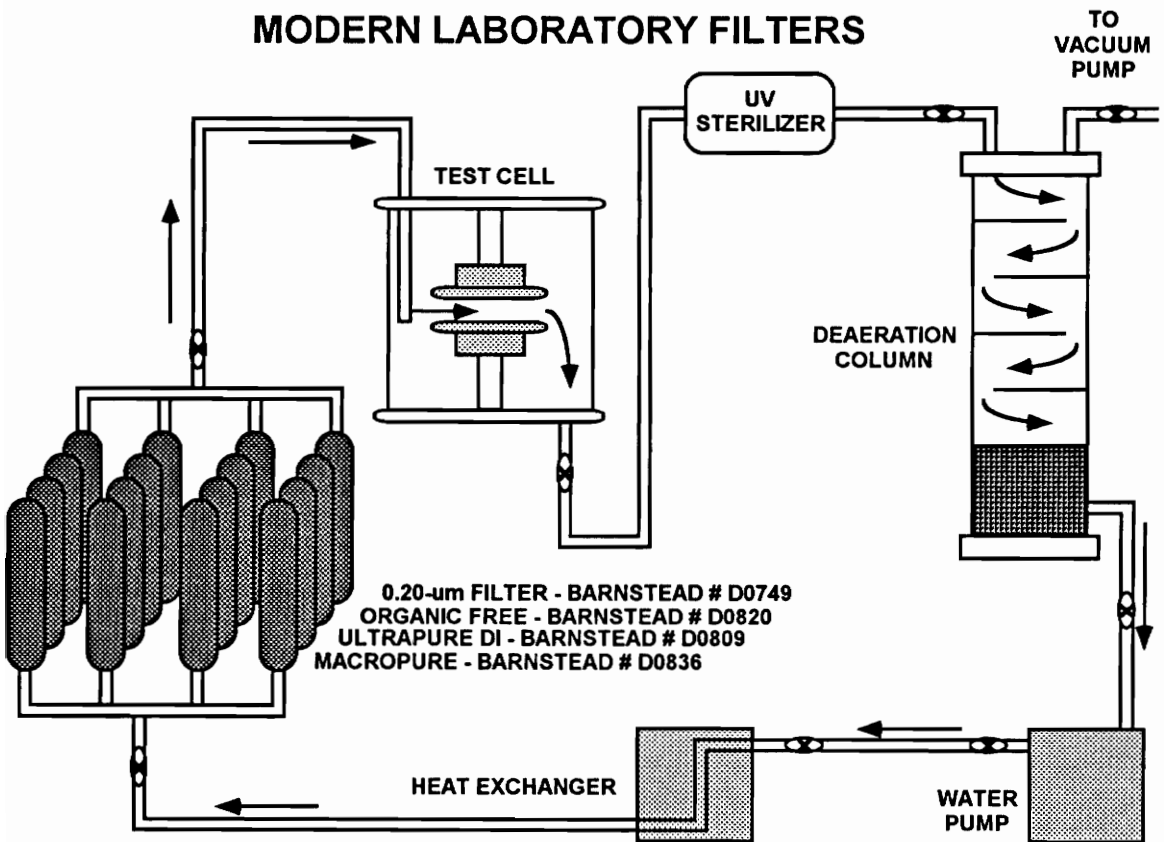 MODERN LABORATORY FILTERS
TO
VACUUM
PUMP
UV
STERILIZER
TEST CELL
DEAERATION
COLUMN
0.20-um FILTER - BARNSTEAD # D0749
ORGANIC FREE - BARNSTEAD # D0820
ULTRAPURE DI - BARNSTEAD # D0809
MACROPURE - BARNSTEAD # D0836
HEAT EXCHANGER
WATER
PUMP